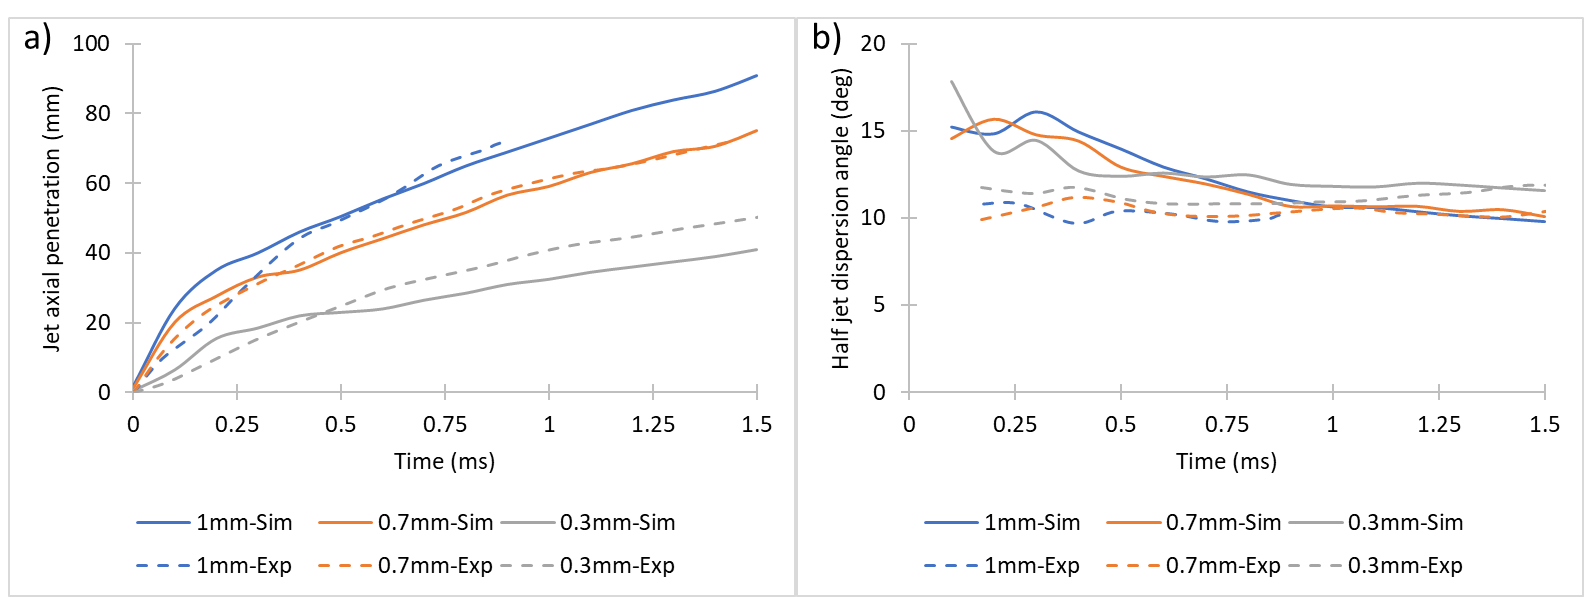 a)
Jet axial penetration (mm)
100
80
60
40
20
0
0 0.25 0.5 0.75 1 1.25 1.5
Time (ms)
1mm-Sim 0.7mm-Sim 0.3mm-Sim
1mm-Exp 0.7mm-Exp 0.3mm-Exp
b)
Half jet dispersion angle (deg)
20
15
10
5
0
0 0.25 0.5 0.75 1 1.25 1.5
Time (ms)
1mm-Sim 0.7mm-Sim 0.3mm-Sim
1mm-Exp 0.7mm-Exp 0.3mm-Exp